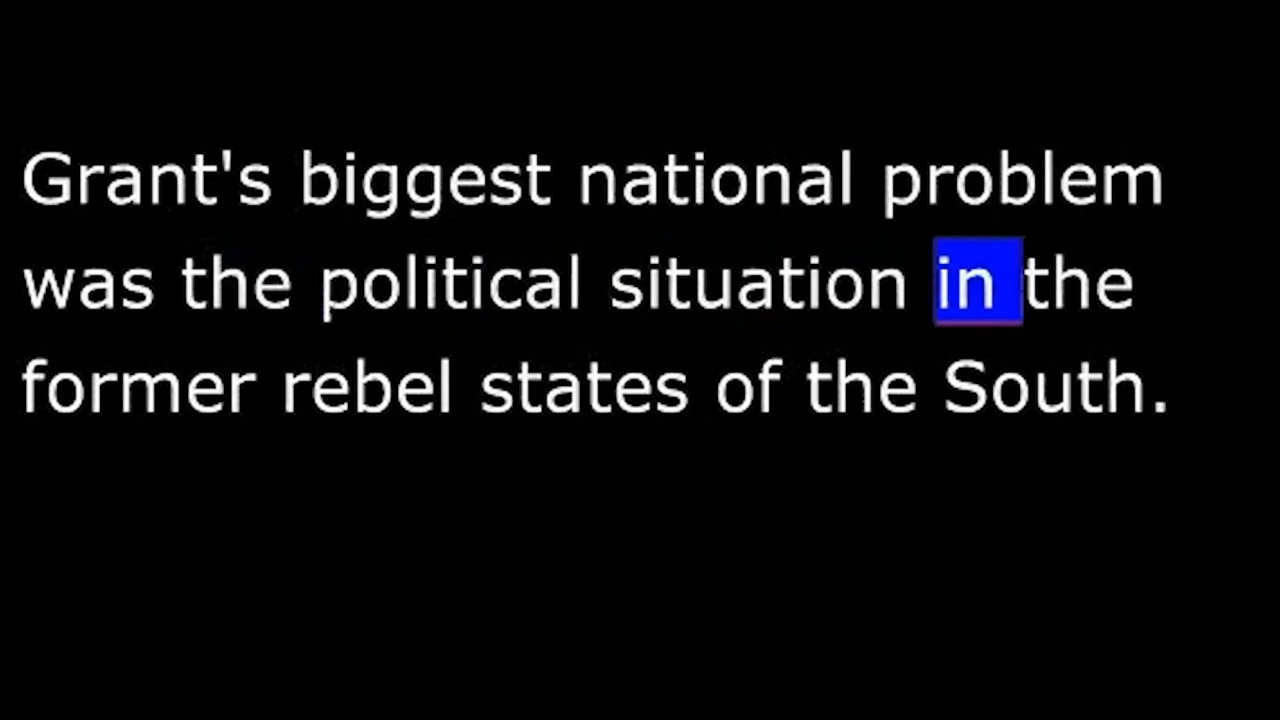 Grant's biggest national problem
was the political situation in the
former rebel states of the South.